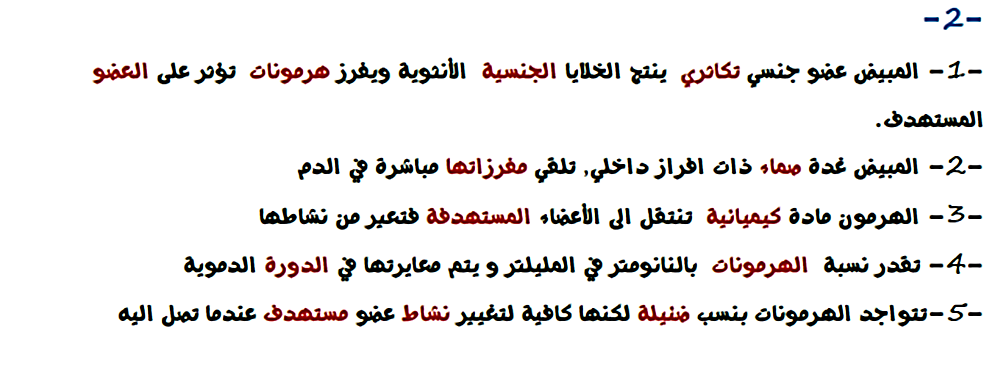 -2-
-1- المبيض عضو جنسي تكاثري ينتج الخلايا الجنسية الأنثوية ويفرز هرمونات تؤثر على العضو
المستهدف.
-2- المبيض غدة صماء ذات افراز داخلي, تلقي مفرزاتها مباشرة في الدم
-3- الهرمون مادة كيميائية تنتقل الى الأعضاء المستهدفة فتعير من نشاطها
-4- تقدر نسبة الهرمونات بالنانومتر في المليلتر و يتم معايرتها في الدورة الدموية
-5-تتواجد الهرمونات بنسب ضئيلة لكنها كافية لتغيير نشاط عضو مستهدف عندما تصل اليه